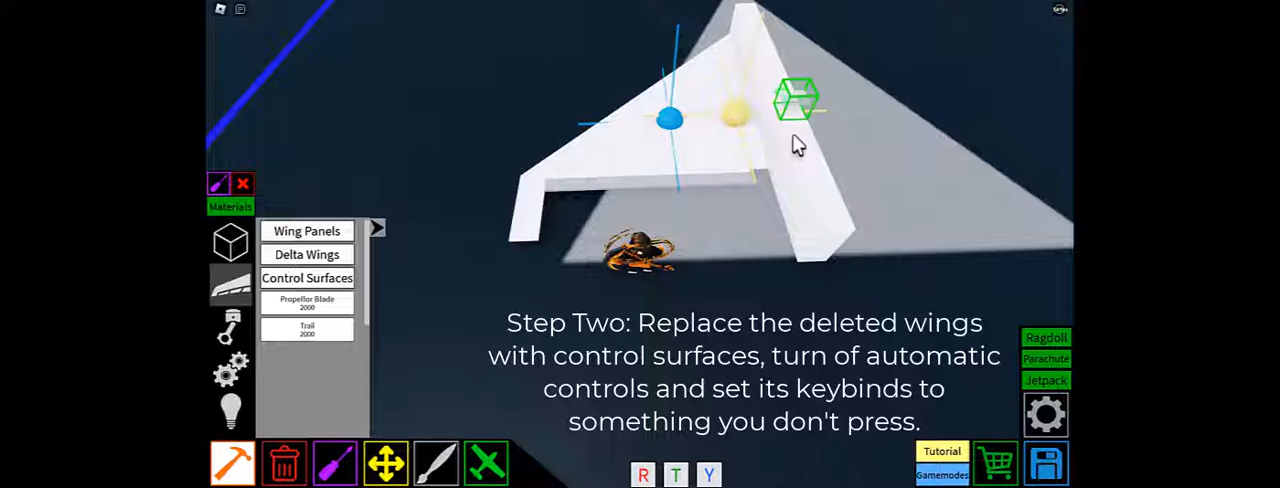 Materials
Wing Panels
Delta Wings
Control Surfaces
Propellor Blade
2000
Trail
2000
Step Two: Replace the deleted wings
with control surfaces, turn of automatic
controls and set its keybinds to
something you don't press.
Ragdoll
Parachute
Jetpack
Tutorial
Gamemodes
R T Y